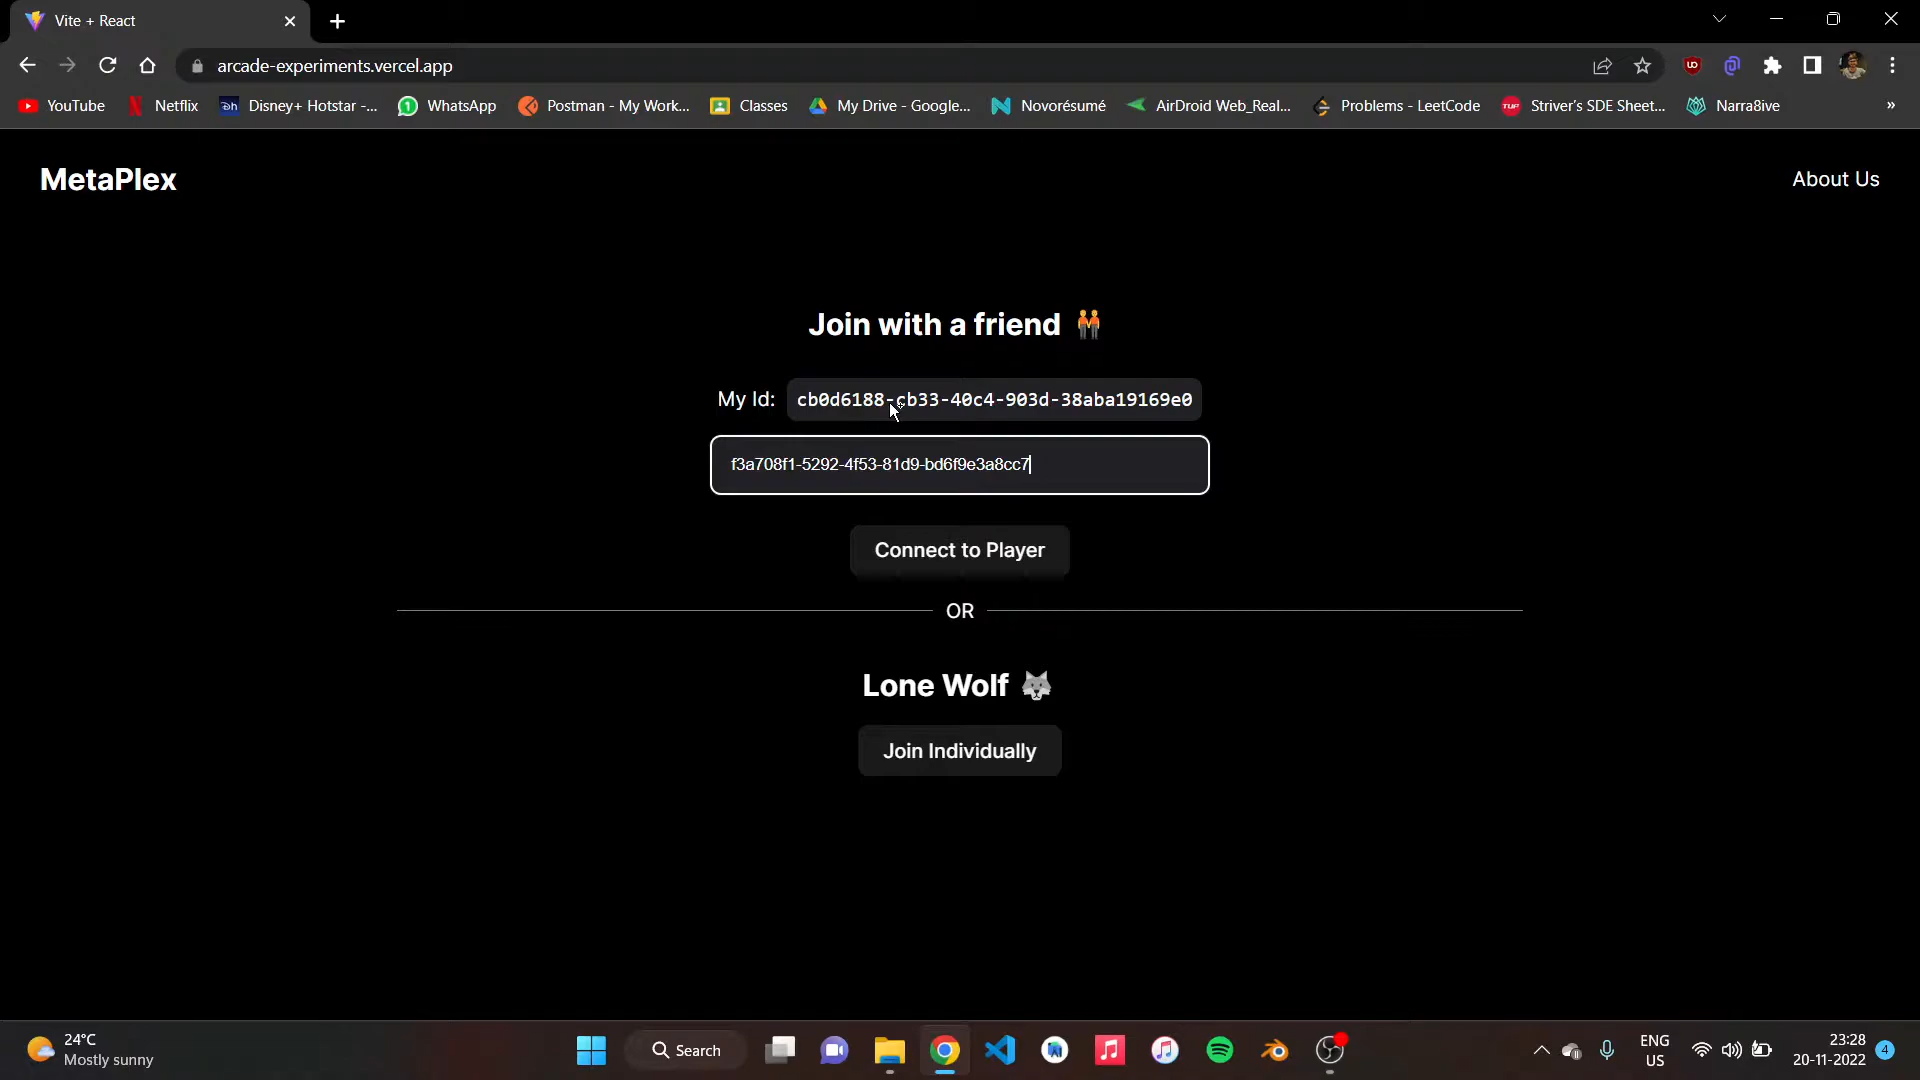 Vite + React
arcade-experiments.vercel.app
YouTube Netflix Disney+ Hotstar -... WhatsApp Postman - My Work... Classes My Drive - Google... Novorésumé AirDroid Web_Real... Problems - LeetCode Striver's SDE Sheet... Narra8ive »
MetaPlex About Us
Join with a friend
My Id: cb0d6188-cb33-40c4-903d-38aba19169e0
f3a708f1-5292-4f53-81d9-bd6f9e3a8cc7
Connect to Player
OR
Lone Wolf
Join Individually
24°C
Mostly sunny
Search
ENG
US
23:28
20-11-2022
4